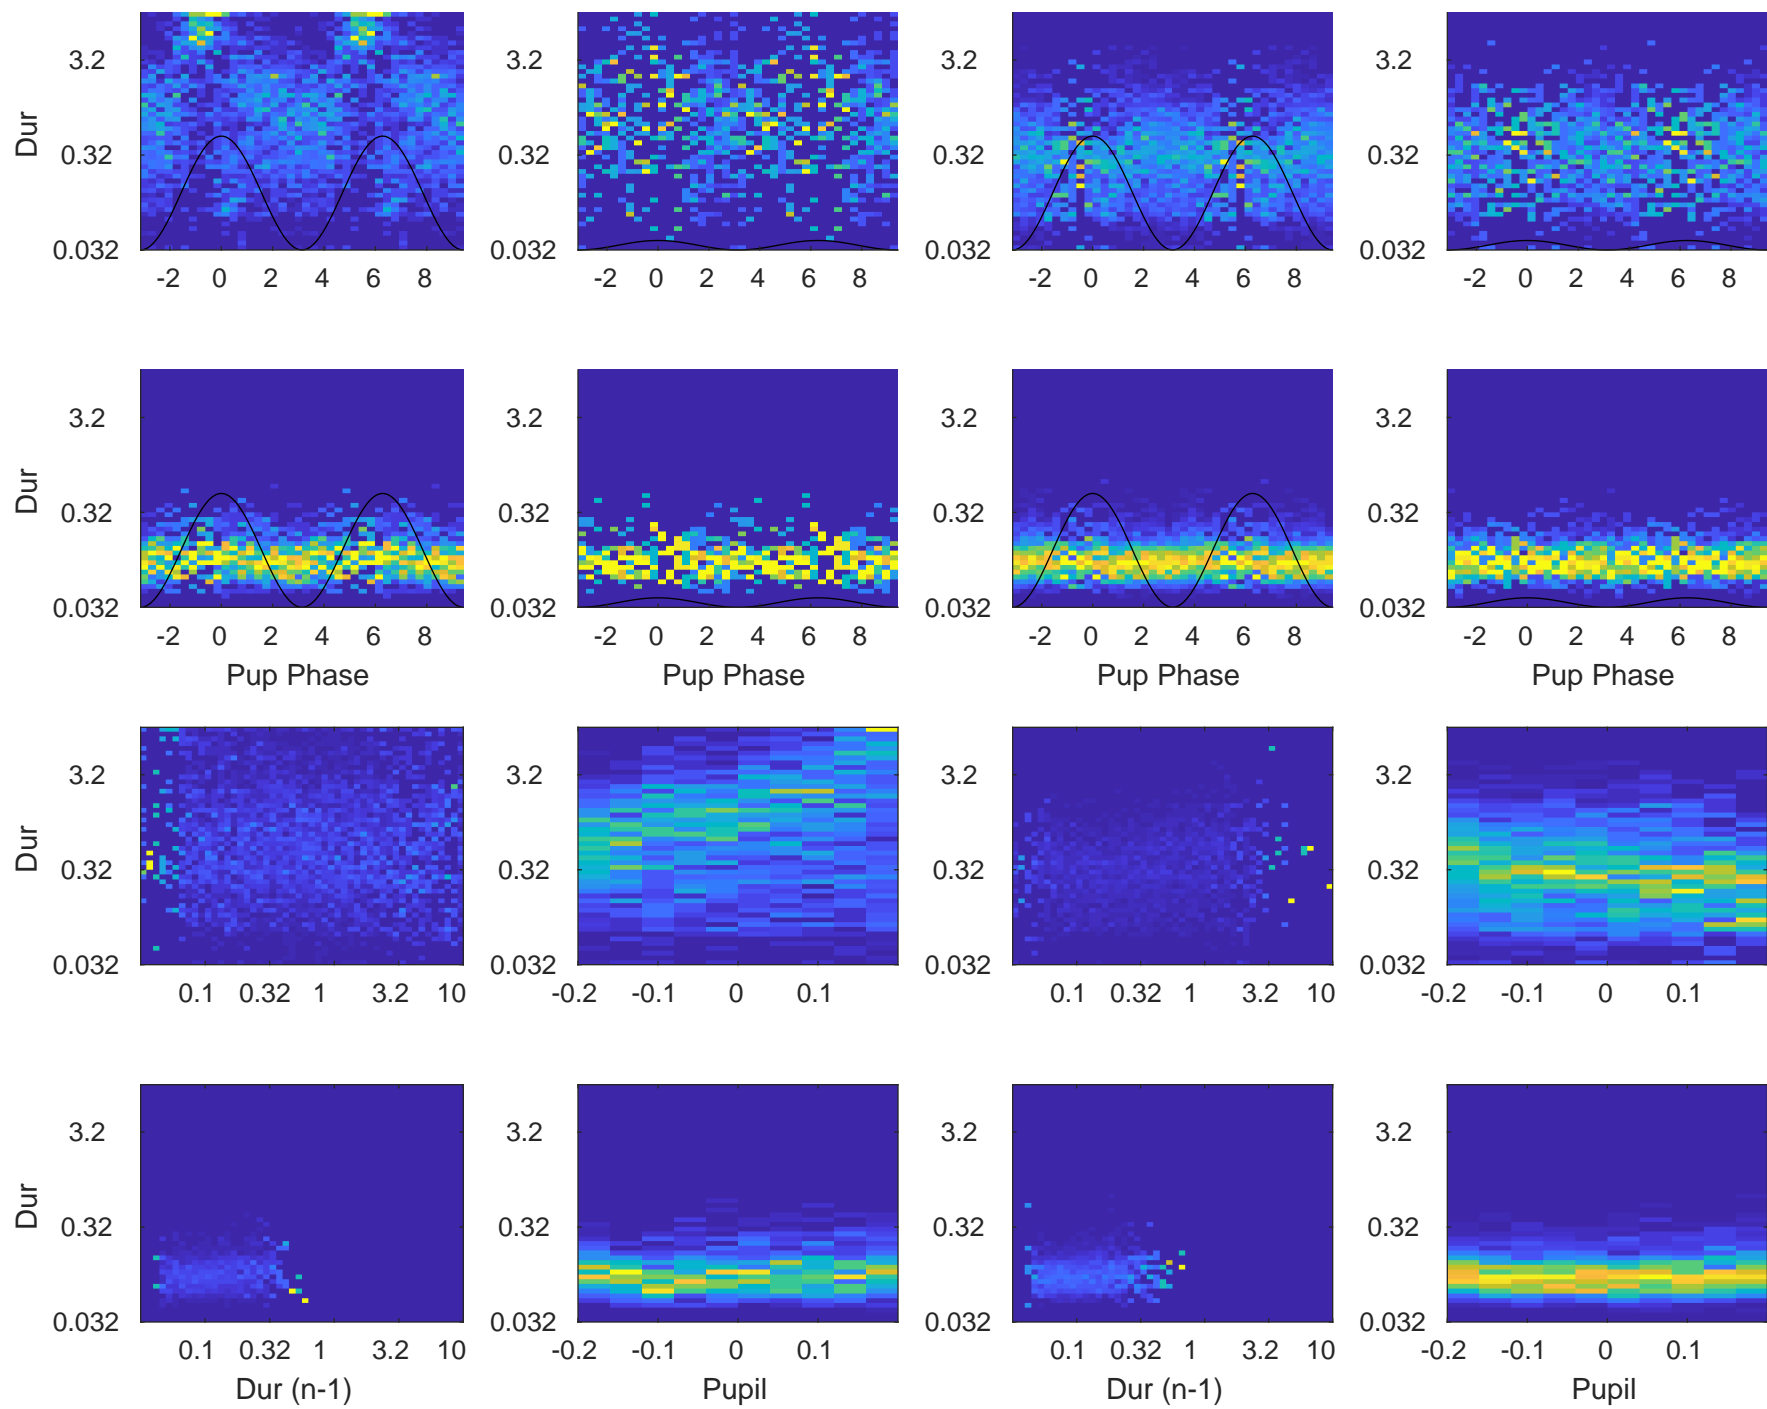 3.2 3.2 3.2 3.2
Dur
0.32 0.32 0.32 0.32
0.032 0.032 0.032 0.032
-2 0 2 4 6 8 -2 0 2 4 6 8 -2 0 2 4 6 8 -2 0 2 4 6 8
3.2 3.2 3.2 3.2
Dur
0.32 0.32 0.32 0.32
0.032 0.032 0.032 0.032
-2 0 2 4 6 8 -2 0 2 4 6 8 -2 0 2 4 6 8 -2 0 2 4 6 8
Pup Phase Pup Phase Pup Phase Pup Phase
3.2 3.2 3.2 3.2
Dur
0.32 0.32 0.32 0.32
0.032 0.032 0.032 0.032
0.1 0.32 1 3.2 10 -0.2 -0.1 0 0.1 0.1 0.32 1 3.2 10 -0.2 -0.1 0 0.1
3.2 3.2 3.2 3.2
Dur
0.32 0.32 0.32 0.32
0.032 0.032 0.032 0.032
0.1 0.32 1 3.2 10 -0.2 -0.1 0 0.1 0.1 0.32 1 3.2 10 -0.2 -0.1 0 0.1
Dur (n-1) Pupil Dur (n-1) Pupil